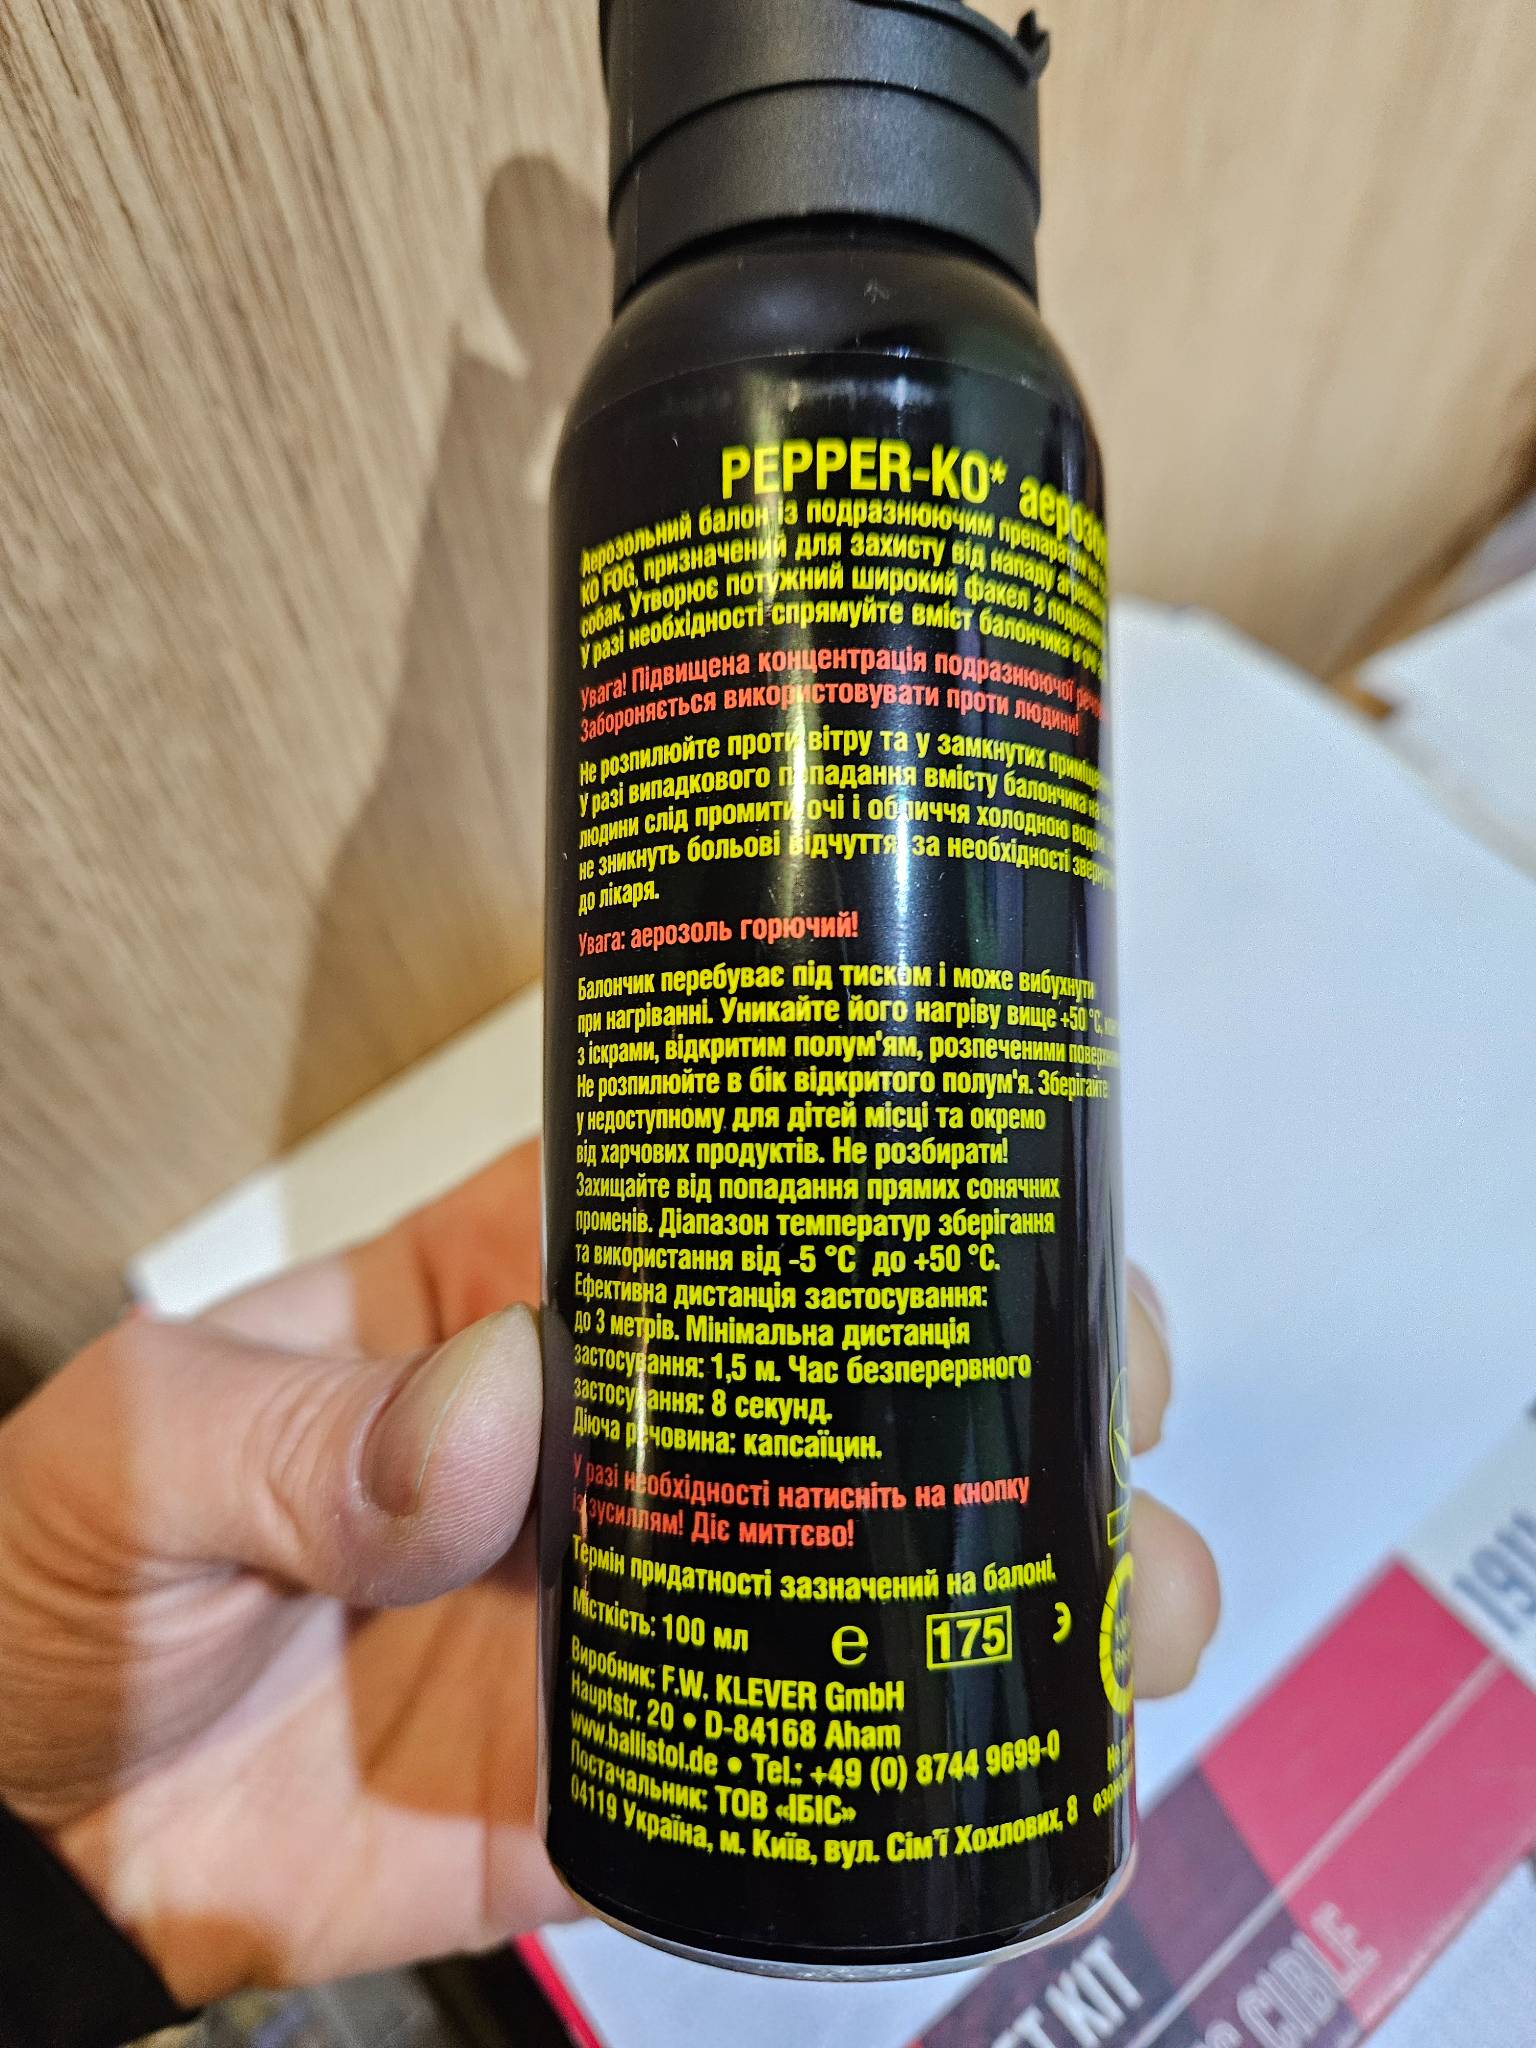 PEPPER-KO* аерозоль
Аерозольний балон із подразнюючим препаратом
KO FOG, призначений для захисту від нападу
собак. Утворює потужний широкий факел з
У разі необхідності спрямуйте вміст балончика в
Увага! Підвищена концентрація подразнюючої
Забороняється використовувати проти людини!
Не розпилюйте проти вітру та у замкнутих
У разі випадкового попадання вмісту балончика на
людини слід промити очі і обличчя холодною водою
не зникнуть больові відчуття, за необхідності
до лікаря.
Увага: аерозоль горючий!
Балончик перебуває під тиском і може вибухнути
при нагріванні. Уникайте його нагріву вище +50 °C,
з іскрами, відкритим полум'ям, розпеченими
Не розпилюйте в бік відкритого полум'я. Зберігайте
у недоступному для дітей місці та окремо
від харчових продуктів. Не розбирати!
Захищайте від попадання прямих сонячних
променів. Діапазон температур зберігання
та використання від -5 °C до +50 °C.
Ефективна дистанція застосування:
до 3 метрів. Мінімальна дистанція
застосування: 1,5 м. Час безперервного
застосування: 8 секунд.
Діюча речовина: капсаїцин.
У разі необхідності натисніть на кнопку
із зусиллям! Діє миттєво!
Термін придатності зазначений на балоні.
Місткість: 100 мл e 175
Виробник: F.W. KLEVER GmbH
Hauptstr. 20 • D-84168 Aham
www.ballistol.de • Tel.: +49 (0) 8744 9699-0
Постачальник: ТОВ «ІБІС»
04119 Україна, м. Київ, вул. Сім'ї Хохлових, 8
KIT
CIBLE